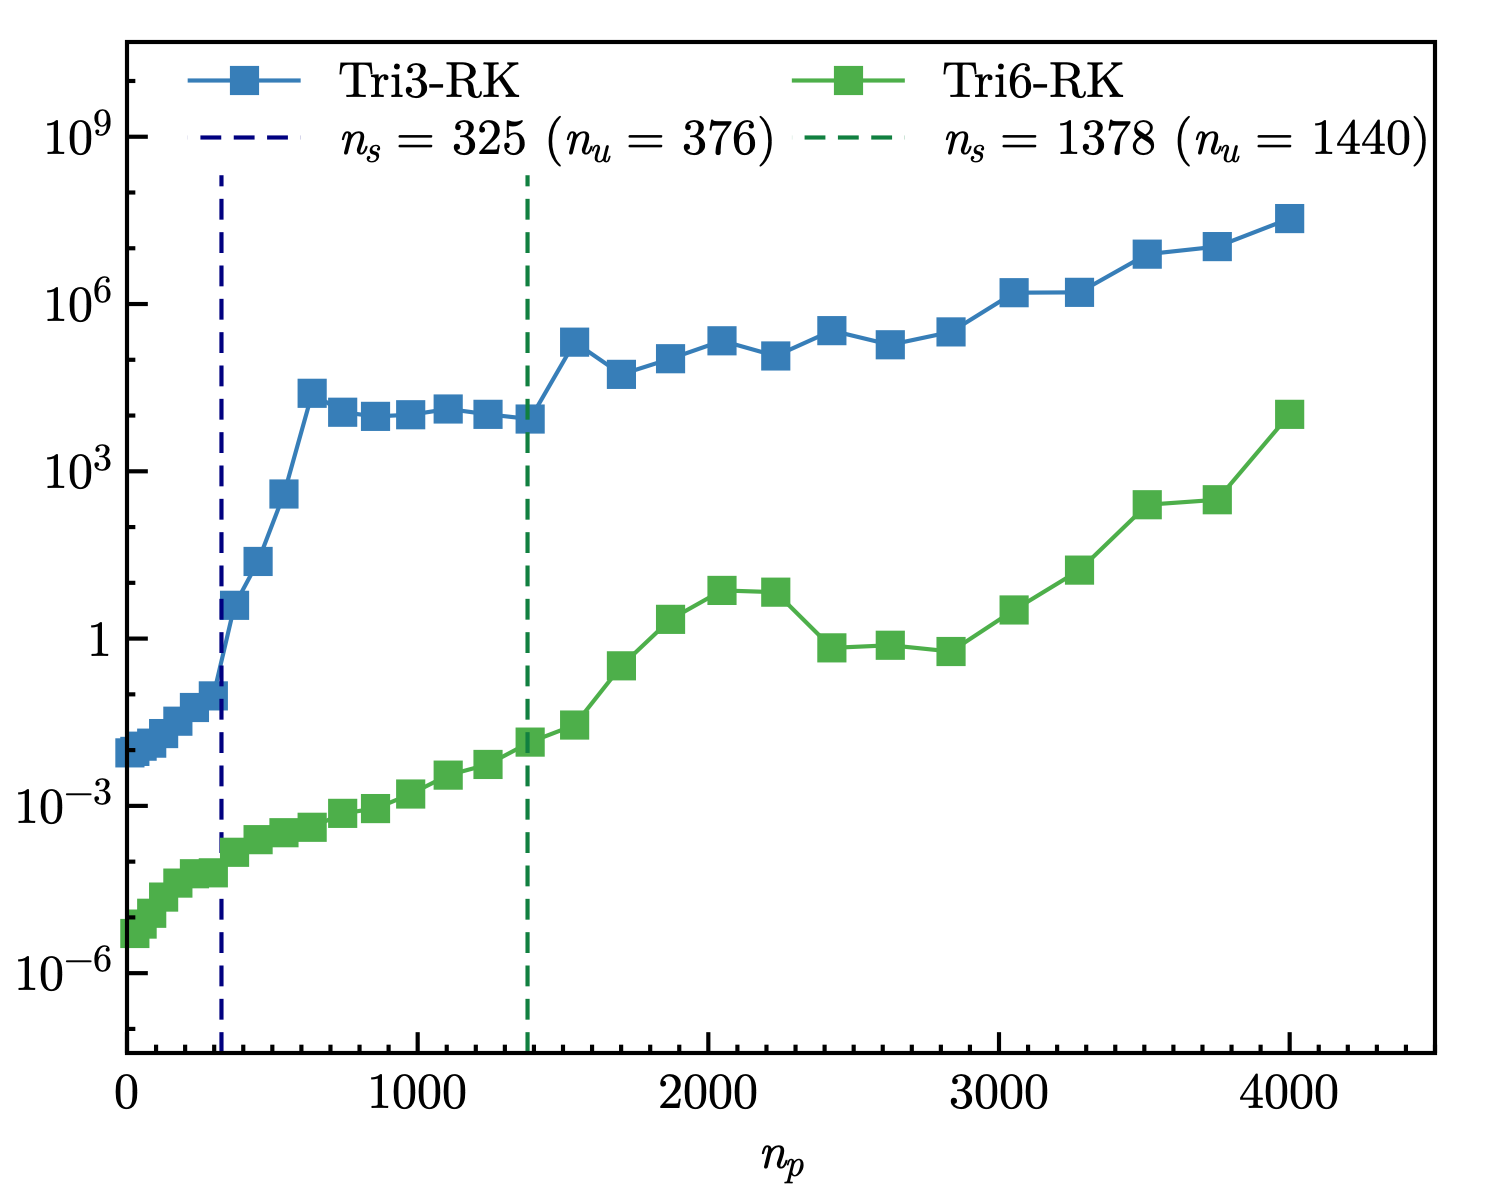 Tri3-RK Tri6-RK
n_s = 325 (n_u = 376) n_s = 1378 (n_u = 1440)
10^9
10^6
10^3
1
10^−3
10^−6
0 1000 2000 3000 4000
n_p